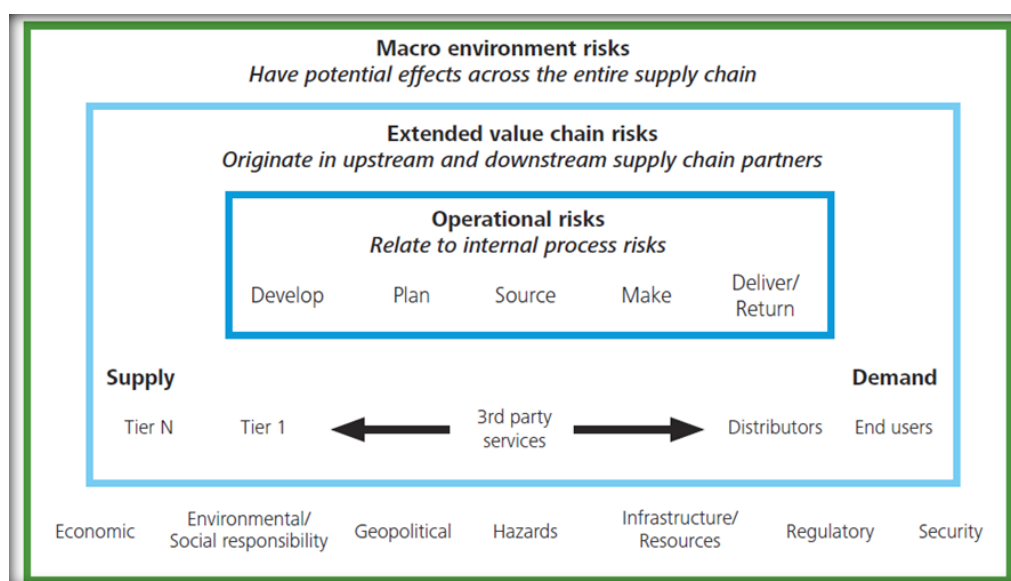 Macro environment risks
Have potential effects across the entire supply chain
Extended value chain risks
Originate in upstream and downstream supply chain partners
Operational risks
Relate to internal process risks
Develop
Plan
Source
Make
Deliver/
Return
Supply
Demand
Tier N
Tier 1
3rd party
services
Distributors
End users
Economic
Environmental/
Social responsibility
Geopolitical
Hazards
Infrastructure/
Resources
Regulatory
Security